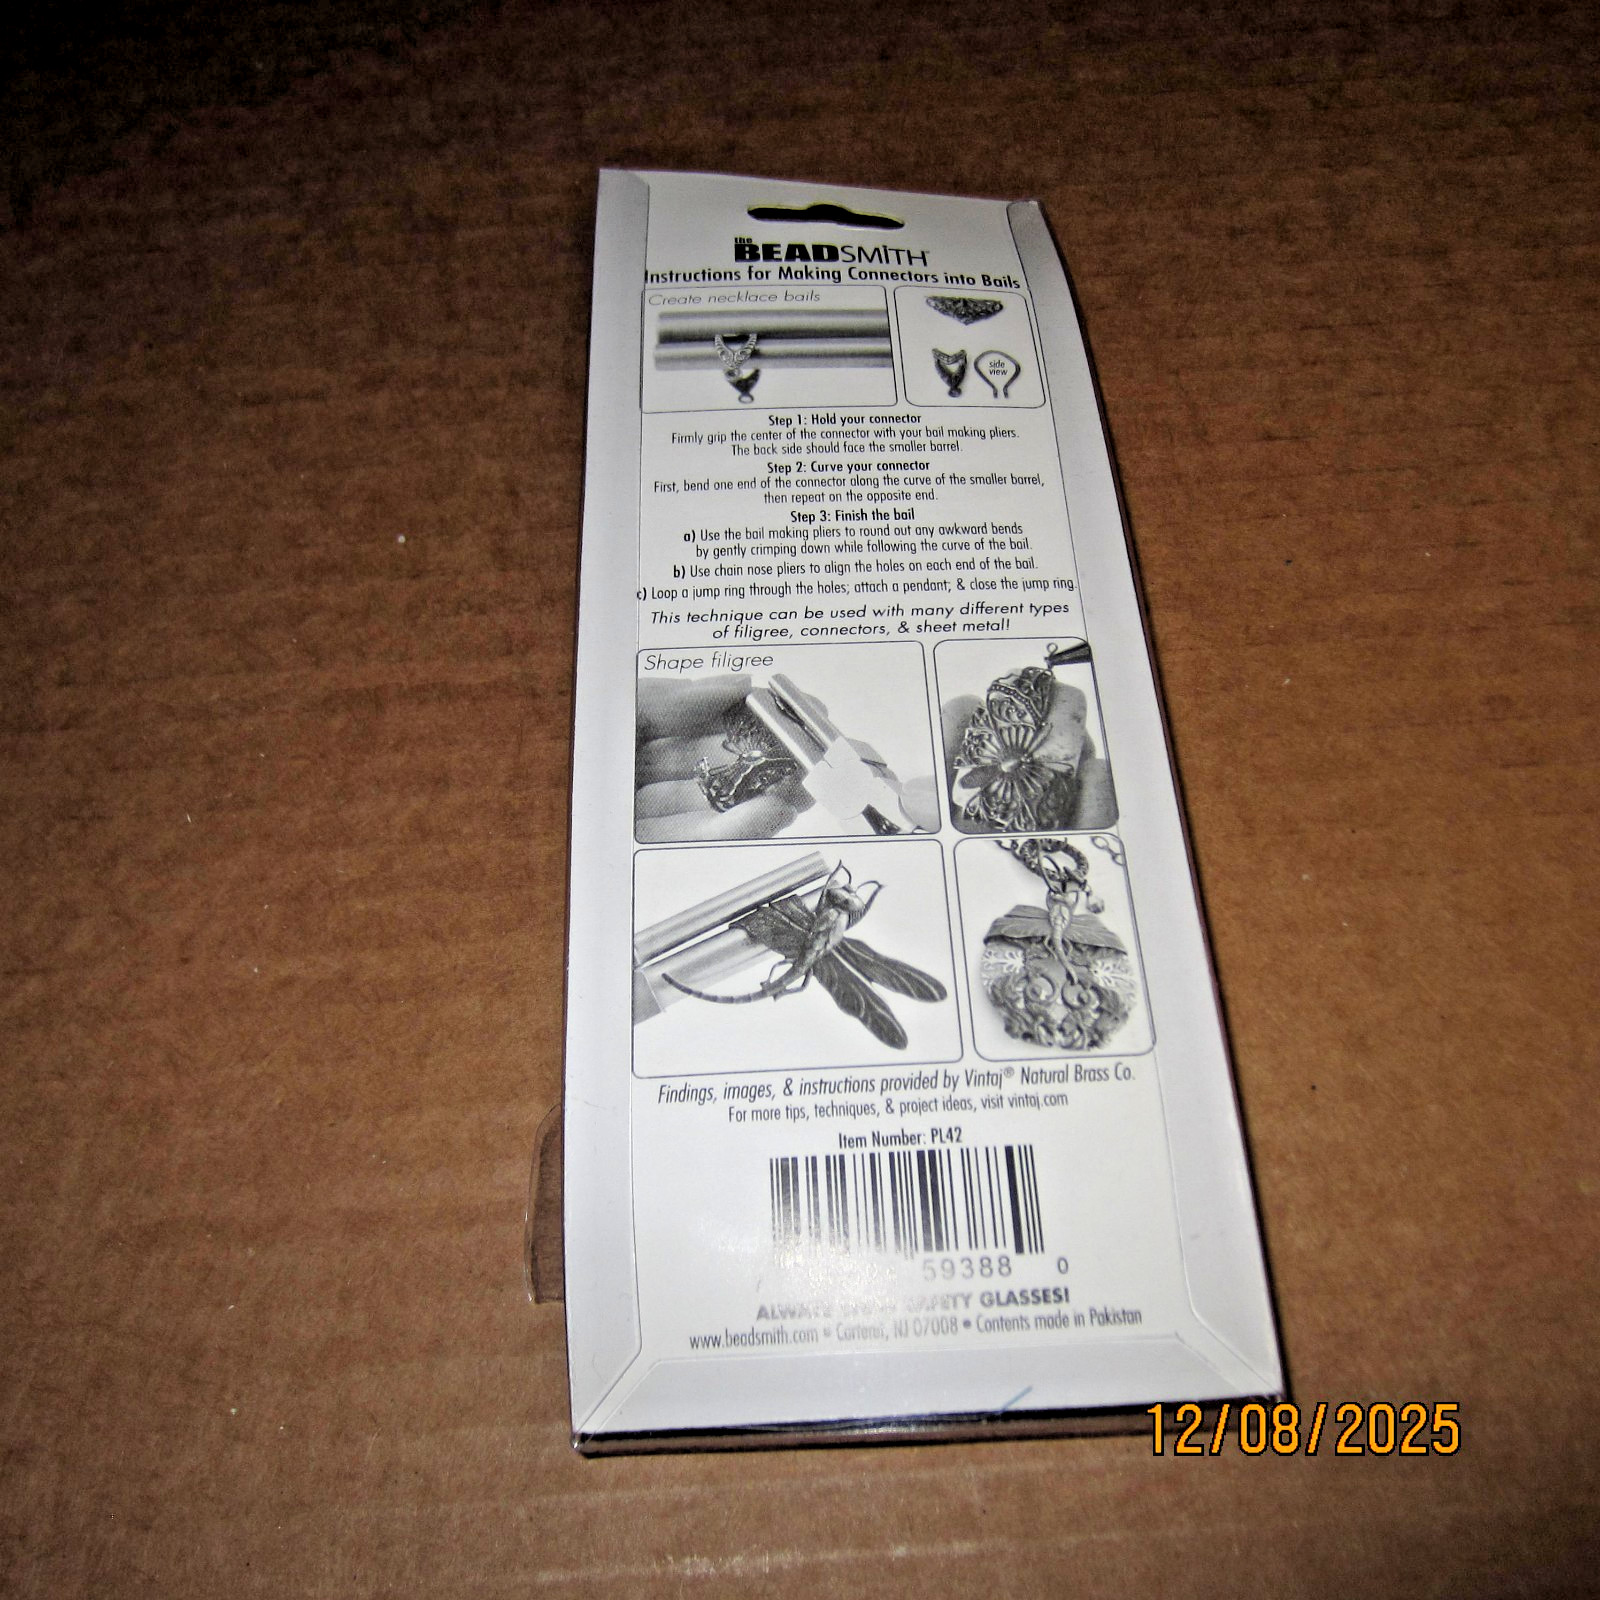 the
BEADSMITH
Instructions for Making Connectors into Bails
Create necklace bails
side
view
Step 1: Hold your connector
Firmly grip the center of the connector with your bail making pliers.
The back side should face the smaller barrel.
Step 2: Curve your connector
First, bend one end of the connector along the curve of the smaller barrel,
then repeat on the opposite end.
Step 3: Finish the bail
a) Use the bail making pliers to round out any awkward bends
by gently crimping down while following the curve of the bail.
b) Use chain nose pliers to align the holes on each end of the bail.
c) Loop a jump ring through the holes; attach a pendant; & close the jump ring.
This technique can be used with many different types
of filigree, connectors, & sheet metal!
Shape filigree
Findings, images, & instructions provided by Vintaj® Natural Brass Co.
For more tips, techniques, & project ideas, visit vintaj.com
Item Number: PL42
59388 0
ALWAYS SAFETY GLASSES!
www.beadsmith.com • Carteret, NJ 07008 • Contents made in Pakistan
12/08/2025